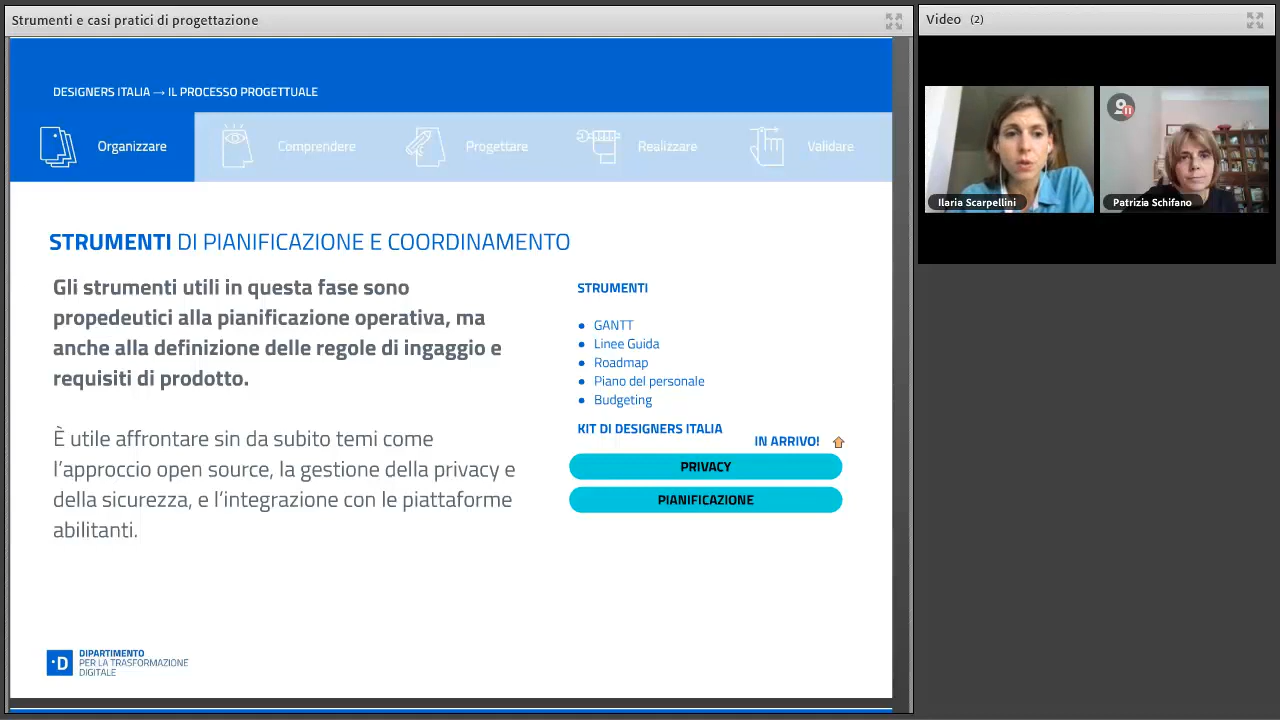 Strumenti e casi pratici di progettazione
Video (2)
DESIGNERS ITALIA → IL PROCESSO PROGETTUALE
Organizzare
Comprendere
Progettare
Realizzare
Validare
Ilaria Scarpellini
Patrizia Schifano
STRUMENTI DI PIANIFICAZIONE E COORDINAMENTO
Gli strumenti utili in questa fase sono
propedeutici alla pianificazione operativa, ma
anche alla definizione delle regole di ingaggio e
requisiti di prodotto.
È utile affrontare sin da subito temi come
l'approccio open source, la gestione della privacy e
della sicurezza, e l'integrazione con le piattaforme
abilitanti.
STRUMENTI
• GANTT
• Linee Guida
• Roadmap
• Piano del personale
• Budgeting
KIT DI DESIGNERS ITALIA
IN ARRIVO!
PRIVACY
PIANIFICAZIONE
·D
DIPARTIMENTO
PER LA TRASFORMAZIONE
DIGITALE